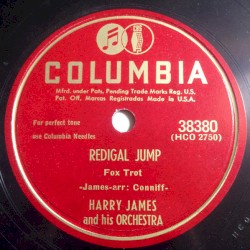 COLUMBIA
Mfrd. under Pats. Pending Trade Marks Reg. U.S.
Pat. Off. Marcas Registradas Made in U.S.A.
For perfect tone
use Columbia Needles
38380
(HCO 2750)
REDIGAL JUMP
Fox Trot
-James-arr: Conniff-
HARRY JAMES
and his ORCHESTRA